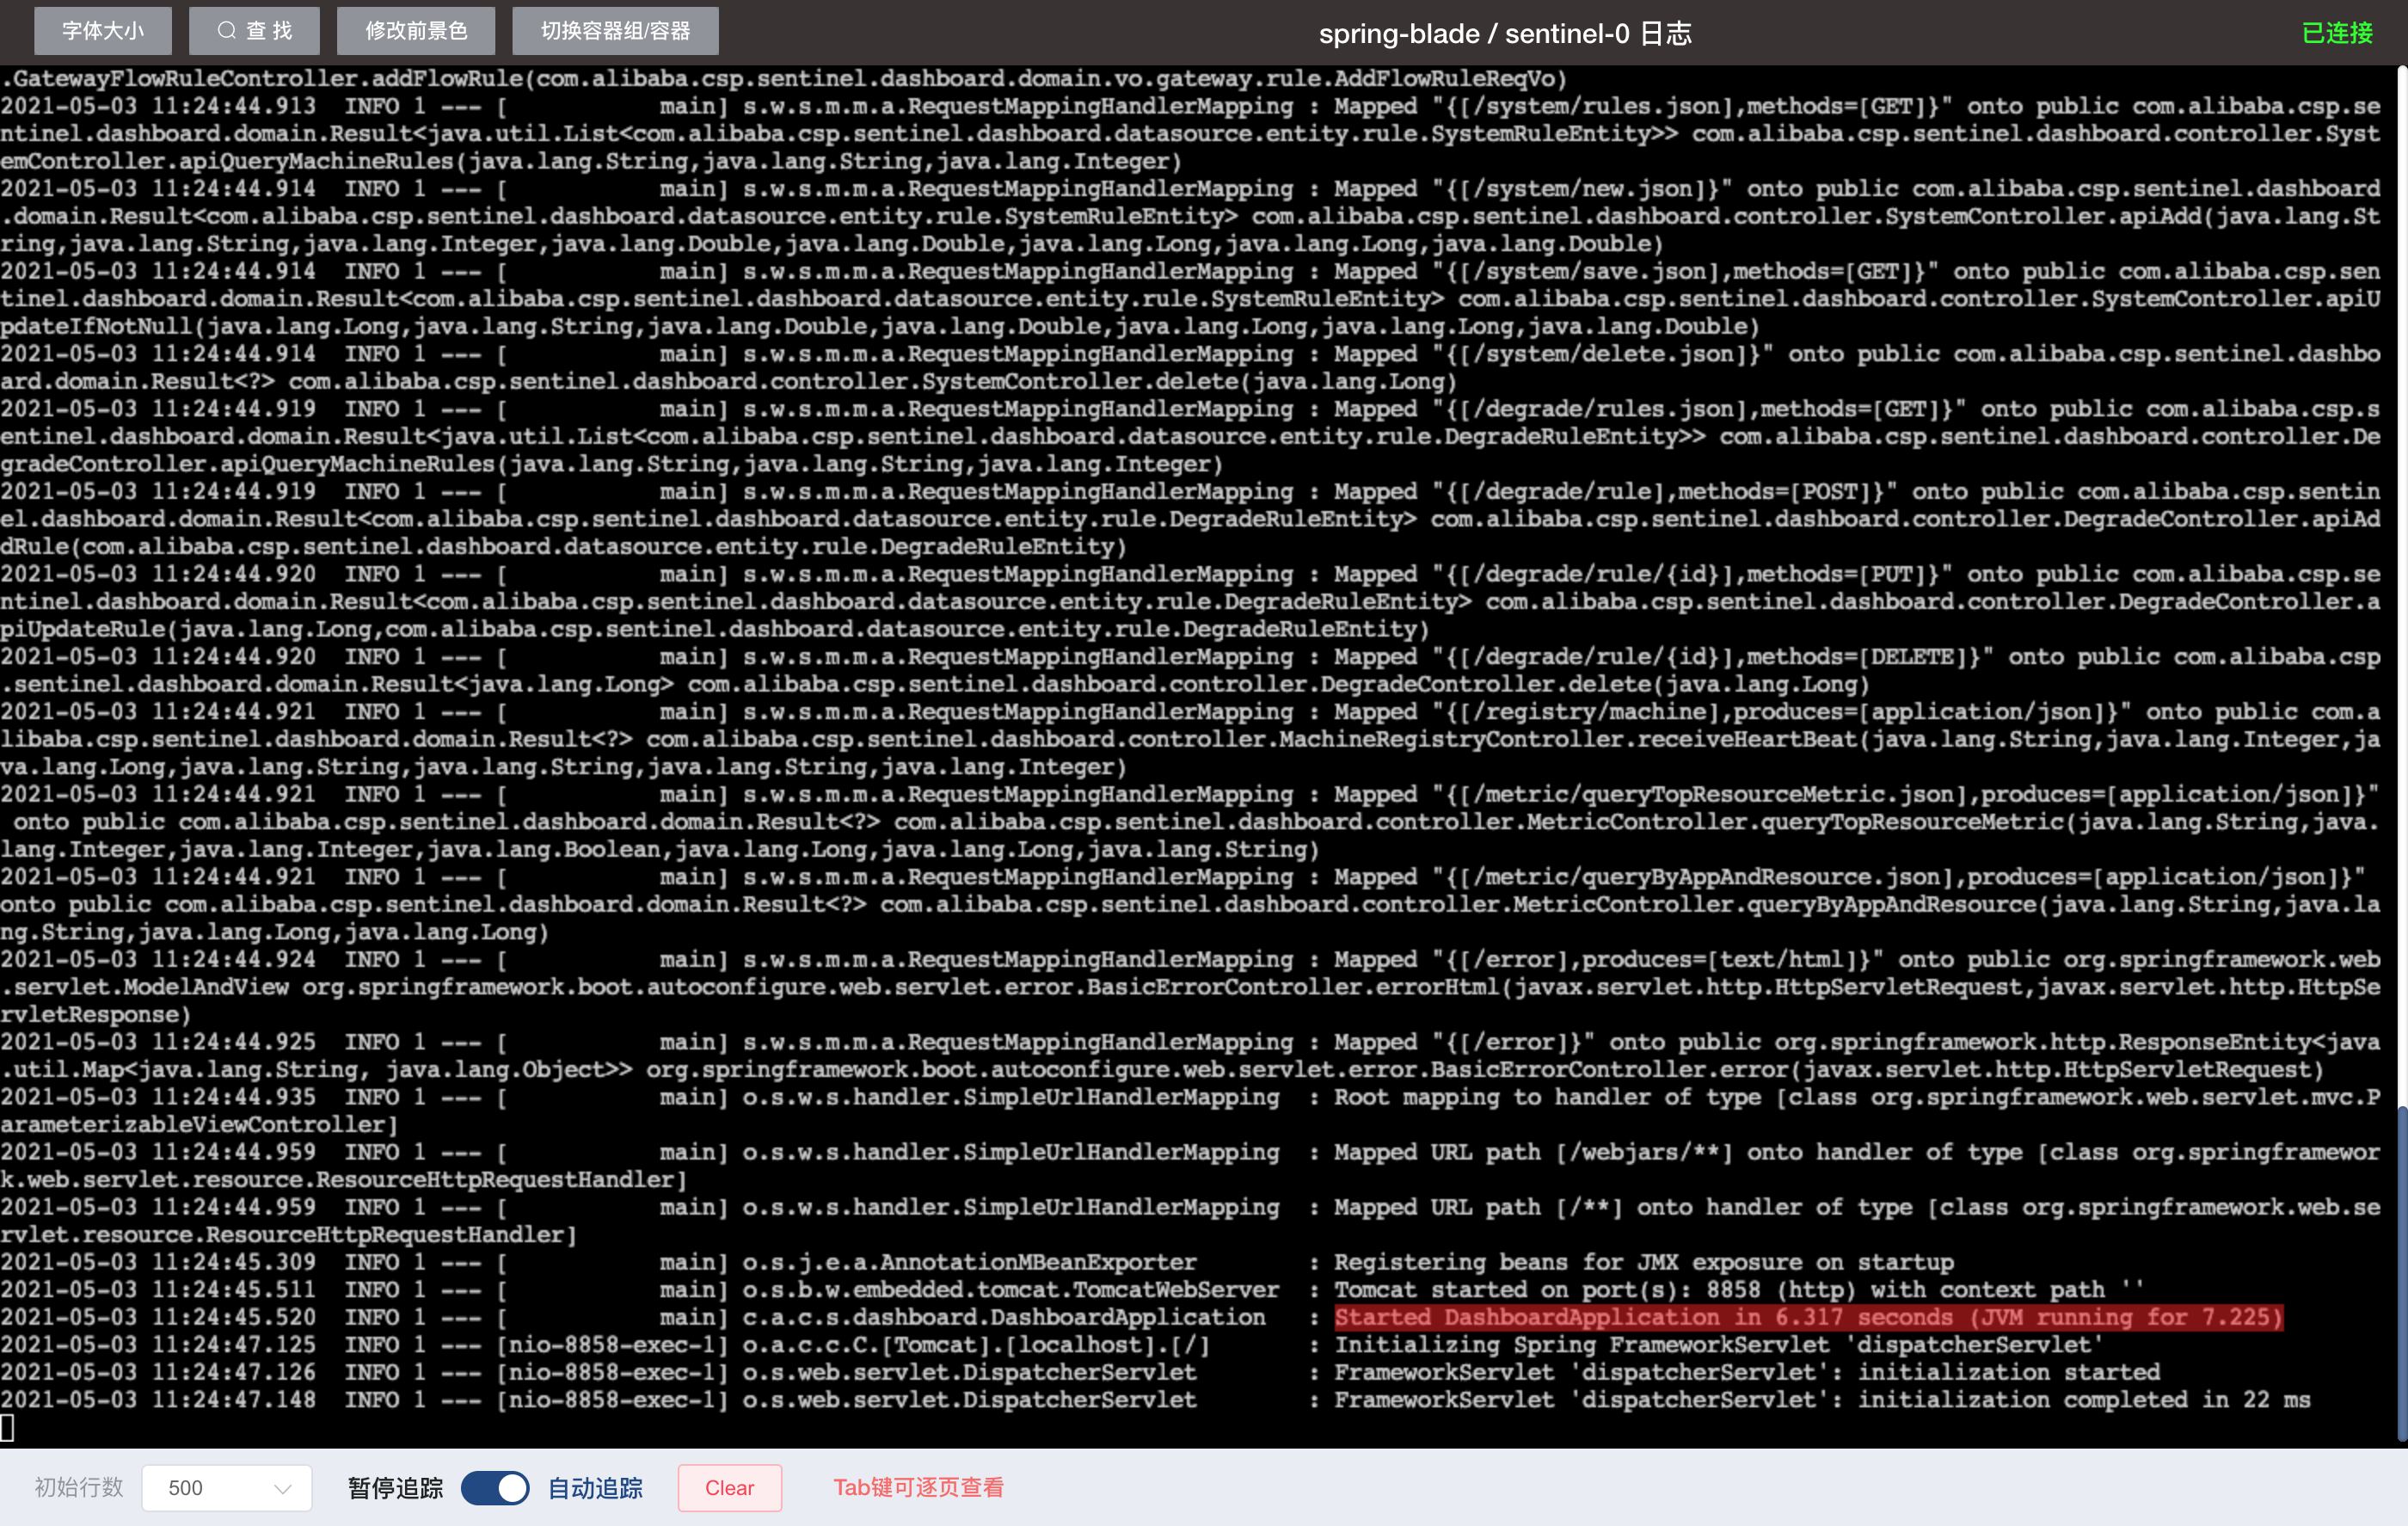 字体大小 查 找 修改前景色 切换容器组/容器 spring-blade / sentinel-0 日志 已连接
.GatewayFlowRuleController.addFlowRule(com.alibaba.csp.sentinel.dashboard.domain.vo.gateway.rule.AddFlowRuleReqVo)
2021-05-03 11:24:44.913  INFO 1 --- [           main] s.w.s.m.m.a.RequestMappingHandlerMapping : Mapped "{[/system/rules.json],methods=[GET]}" onto public com.alibaba.csp.se
ntinel.dashboard.domain.Result<java.util.List<com.alibaba.csp.sentinel.dashboard.datasource.entity.rule.SystemRuleEntity>> com.alibaba.csp.sentinel.dashboard.controller.Syst
emController.apiQueryMachineRules(java.lang.String,java.lang.String,java.lang.Integer)
2021-05-03 11:24:44.914  INFO 1 --- [           main] s.w.s.m.m.a.RequestMappingHandlerMapping : Mapped "{[/system/new.json]}" onto public com.alibaba.csp.sentinel.dashboard
.domain.Result<com.alibaba.csp.sentinel.dashboard.datasource.entity.rule.SystemRuleEntity> com.alibaba.csp.sentinel.dashboard.controller.SystemController.apiAdd(java.lang.St
ring,java.lang.String,java.lang.Integer,java.lang.Double,java.lang.Double,java.lang.Long,java.lang.Long,java.lang.Double)
2021-05-03 11:24:44.914  INFO 1 --- [           main] s.w.s.m.m.a.RequestMappingHandlerMapping : Mapped "{[/system/save.json],methods=[GET]}" onto public com.alibaba.csp.sen
tinel.dashboard.domain.Result<com.alibaba.csp.sentinel.dashboard.datasource.entity.rule.SystemRuleEntity> com.alibaba.csp.sentinel.dashboard.controller.SystemController.apiU
pdateIfNotNull(java.lang.Long,java.lang.String,java.lang.Double,java.lang.Double,java.lang.Long,java.lang.Long,java.lang.Double)
2021-05-03 11:24:44.914  INFO 1 --- [           main] s.w.s.m.m.a.RequestMappingHandlerMapping : Mapped "{[/system/delete.json]}" onto public com.alibaba.csp.sentinel.dashbo
ard.domain.Result<?> com.alibaba.csp.sentinel.dashboard.controller.SystemController.delete(java.lang.Long)
2021-05-03 11:24:44.919  INFO 1 --- [           main] s.w.s.m.m.a.RequestMappingHandlerMapping : Mapped "{[/degrade/rules.json],methods=[GET]}" onto public com.alibaba.csp.s
entinel.dashboard.domain.Result<java.util.List<com.alibaba.csp.sentinel.dashboard.datasource.entity.rule.DegradeRuleEntity>> com.alibaba.csp.sentinel.dashboard.controller.De
gradeController.apiQueryMachineRules(java.lang.String,java.lang.String,java.lang.Integer)
2021-05-03 11:24:44.919  INFO 1 --- [           main] s.w.s.m.m.a.RequestMappingHandlerMapping : Mapped "{[/degrade/rule],methods=[POST]}" onto public com.alibaba.csp.sentin
el.dashboard.domain.Result<com.alibaba.csp.sentinel.dashboard.datasource.entity.rule.DegradeRuleEntity> com.alibaba.csp.sentinel.dashboard.controller.DegradeController.apiAd
dRule(com.alibaba.csp.sentinel.dashboard.datasource.entity.rule.DegradeRuleEntity)
2021-05-03 11:24:44.920  INFO 1 --- [           main] s.w.s.m.m.a.RequestMappingHandlerMapping : Mapped "{[/degrade/rule/{id}],methods=[PUT]}" onto public com.alibaba.csp.se
ntinel.dashboard.domain.Result<com.alibaba.csp.sentinel.dashboard.datasource.entity.rule.DegradeRuleEntity> com.alibaba.csp.sentinel.dashboard.controller.DegradeController.a
piUpdateRule(java.lang.Long,com.alibaba.csp.sentinel.dashboard.datasource.entity.rule.DegradeRuleEntity)
2021-05-03 11:24:44.920  INFO 1 --- [           main] s.w.s.m.m.a.RequestMappingHandlerMapping : Mapped "{[/degrade/rule/{id}],methods=[DELETE]}" onto public com.alibaba.csp
.sentinel.dashboard.domain.Result<java.lang.Long> com.alibaba.csp.sentinel.dashboard.controller.DegradeController.delete(java.lang.Long)
2021-05-03 11:24:44.921  INFO 1 --- [           main] s.w.s.m.m.a.RequestMappingHandlerMapping : Mapped "{[/registry/machine],produces=[application/json]}" onto public com.a
libaba.csp.sentinel.dashboard.domain.Result<?> com.alibaba.csp.sentinel.dashboard.controller.MachineRegistryController.receiveHeartBeat(java.lang.String,java.lang.Integer,ja
va.lang.Long,java.lang.String,java.lang.String,java.lang.String,java.lang.Integer)
2021-05-03 11:24:44.921  INFO 1 --- [           main] s.w.s.m.m.a.RequestMappingHandlerMapping : Mapped "{[/metric/queryTopResourceMetric.json],produces=[application/json]}"
 onto public com.alibaba.csp.sentinel.dashboard.domain.Result<?> com.alibaba.csp.sentinel.dashboard.controller.MetricController.queryTopResourceMetric(java.lang.String,java.
lang.Integer,java.lang.Integer,java.lang.Boolean,java.lang.Long,java.lang.Long,java.lang.String)
2021-05-03 11:24:44.921  INFO 1 --- [           main] s.w.s.m.m.a.RequestMappingHandlerMapping : Mapped "{[/metric/queryByAppAndResource.json],produces=[application/json]}"
onto public com.alibaba.csp.sentinel.dashboard.domain.Result<?> com.alibaba.csp.sentinel.dashboard.controller.MetricController.queryByAppAndResource(java.lang.String,java.la
ng.String,java.lang.Long,java.lang.Long)
2021-05-03 11:24:44.924  INFO 1 --- [           main] s.w.s.m.m.a.RequestMappingHandlerMapping : Mapped "{[/error],produces=[text/html]}" onto public org.springframework.web
.servlet.ModelAndView org.springframework.boot.autoconfigure.web.servlet.error.BasicErrorController.errorHtml(javax.servlet.http.HttpServletRequest,javax.servlet.http.HttpSe
rvletResponse)
2021-05-03 11:24:44.925  INFO 1 --- [           main] s.w.s.m.m.a.RequestMappingHandlerMapping : Mapped "{[/error]}" onto public org.springframework.http.ResponseEntity<java
.util.Map<java.lang.String, java.lang.Object>> org.springframework.boot.autoconfigure.web.servlet.error.BasicErrorController.error(javax.servlet.http.HttpServletRequest)
2021-05-03 11:24:44.935  INFO 1 --- [           main] o.s.w.s.handler.SimpleUrlHandlerMapping  : Root mapping to handler of type [class org.springframework.web.servlet.mvc.P
arameterizableViewController]
2021-05-03 11:24:44.959  INFO 1 --- [           main] o.s.w.s.handler.SimpleUrlHandlerMapping  : Mapped URL path [/webjars/**] onto handler of type [class org.springframewor
k.web.servlet.resource.ResourceHttpRequestHandler]
2021-05-03 11:24:44.959  INFO 1 --- [           main] o.s.w.s.handler.SimpleUrlHandlerMapping  : Mapped URL path [/**] onto handler of type [class org.springframework.web.se
rvlet.resource.ResourceHttpRequestHandler]
2021-05-03 11:24:45.309  INFO 1 --- [           main] o.s.j.e.a.AnnotationMBeanExporter        : Registering beans for JMX exposure on startup
2021-05-03 11:24:45.511  INFO 1 --- [           main] o.s.b.w.embedded.tomcat.TomcatWebServer  : Tomcat started on port(s): 8858 (http) with context path ''
2021-05-03 11:24:45.520  INFO 1 --- [           main] c.a.c.s.dashboard.DashboardApplication   : Started DashboardApplication in 6.317 seconds (JVM running for 7.225)
2021-05-03 11:24:47.125  INFO 1 --- [nio-8858-exec-1] o.a.c.c.C.[Tomcat].[localhost].[/]       : Initializing Spring FrameworkServlet 'dispatcherServlet'
2021-05-03 11:24:47.126  INFO 1 --- [nio-8858-exec-1] o.s.web.servlet.DispatcherServlet        : FrameworkServlet 'dispatcherServlet': initialization started
2021-05-03 11:24:47.148  INFO 1 --- [nio-8858-exec-1] o.s.web.servlet.DispatcherServlet        : FrameworkServlet 'dispatcherServlet': initialization completed in 22 ms
初始行数 500 暂停追踪 自动追踪 Clear Tab键可逐页查看